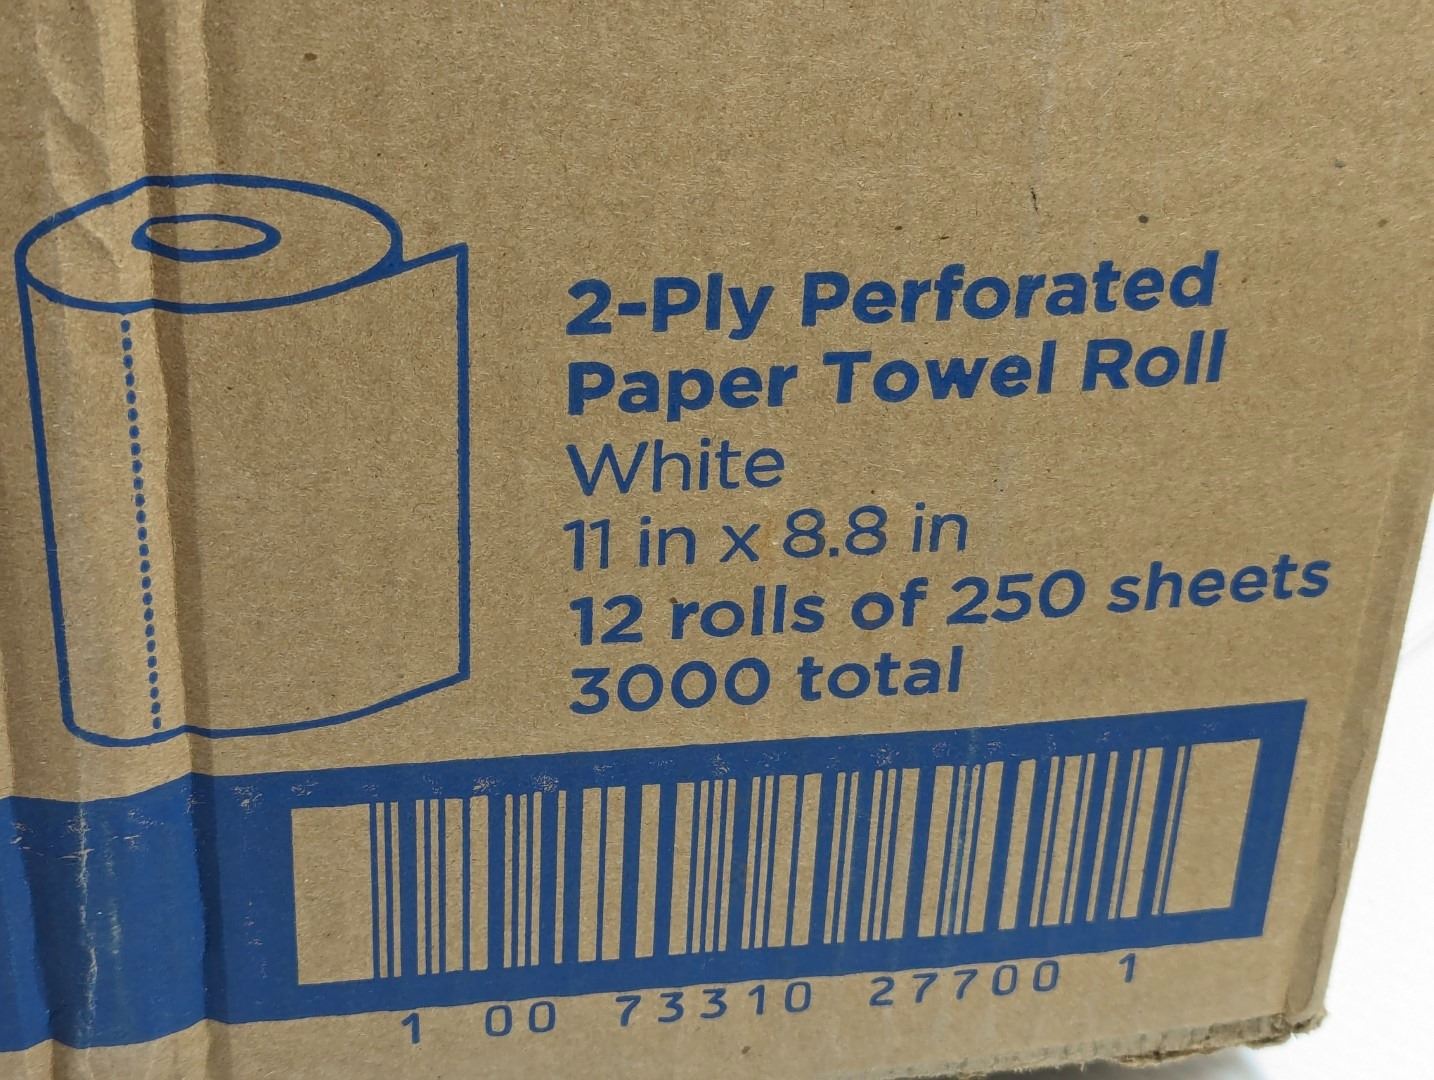 2-Ply Perforated
Paper Towel Roll
White
11 in x 8.8 in
12 rolls of 250 sheets
3000 total
1 00 73310 27700 1